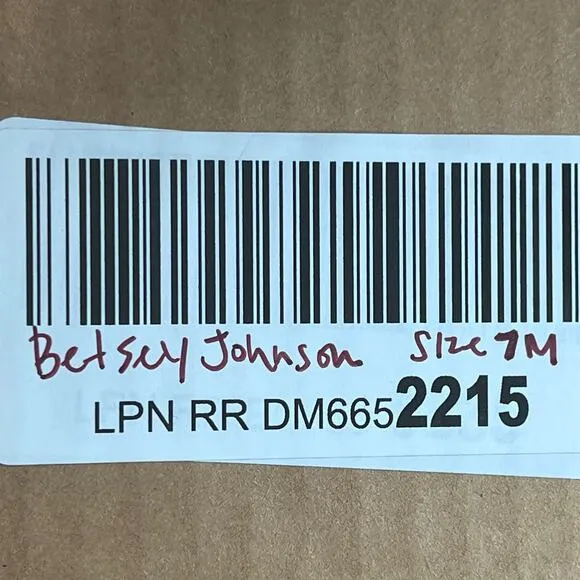 Betsey Johnson size 7M
LPN RR DM6652215